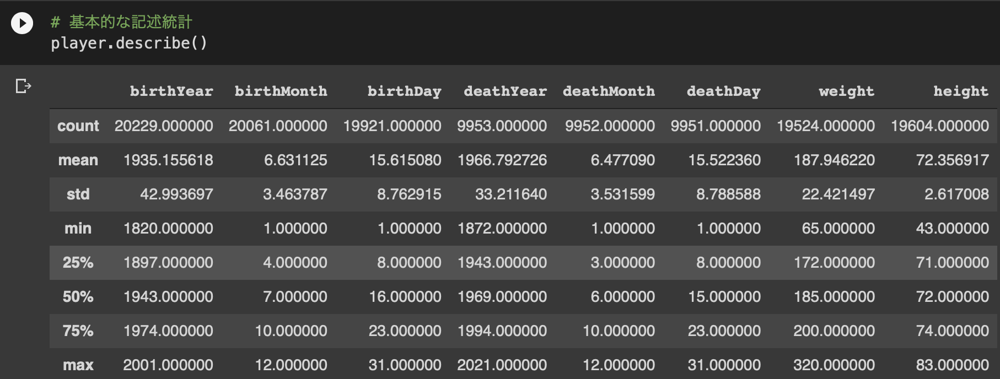 # 基本的な記述統計
player.describe()
birthYear birthMonth birthDay deathYear deathMonth deathDay weight height
count 20229.000000 20061.000000 19921.000000 9953.000000 9952.000000 9951.000000 19524.000000 19604.000000
mean 1935.155618 6.631125 15.615080 1966.792726 6.477090 15.522360 187.946220 72.356917
std 42.993697 3.463787 8.762915 33.211640 3.531599 8.788588 22.421497 2.617008
min 1820.000000 1.000000 1.000000 1872.000000 1.000000 1.000000 65.000000 43.000000
25% 1897.000000 4.000000 8.000000 1943.000000 3.000000 8.000000 172.000000 71.000000
50% 1943.000000 7.000000 16.000000 1969.000000 6.000000 15.000000 185.000000 72.000000
75% 1974.000000 10.000000 23.000000 1994.000000 10.000000 23.000000 200.000000 74.000000
max 2001.000000 12.000000 31.000000 2021.000000 12.000000 31.000000 320.000000 83.000000